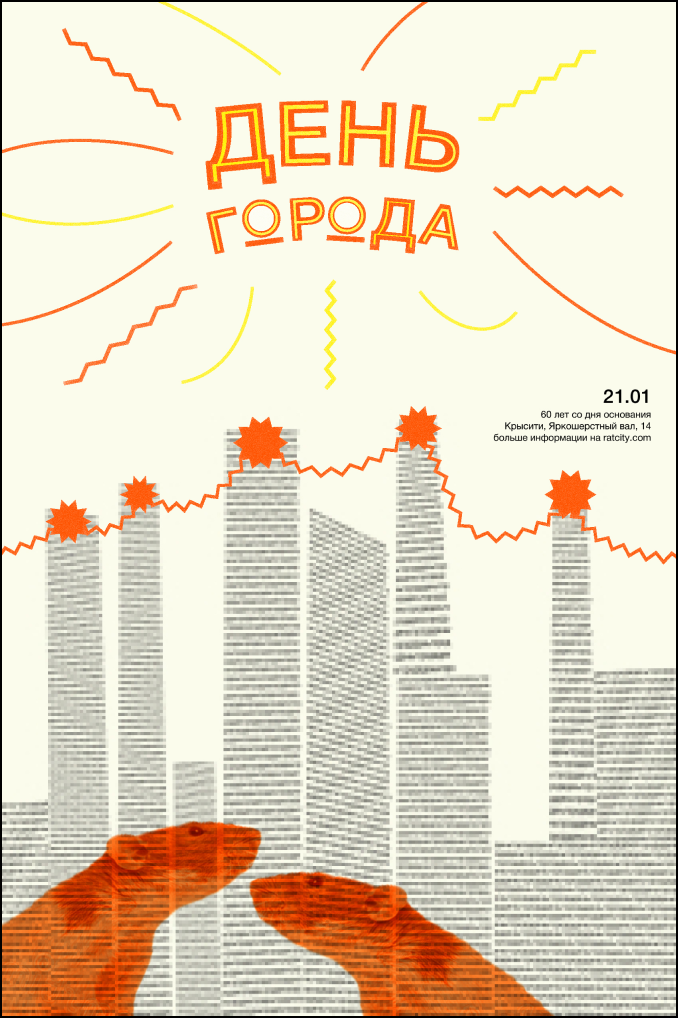 ДЕНЬ
ГОРОДА
21.01
60 лет со дня основания
Крысити, Яркошерстный вал, 14
больше информации на ratcity.com